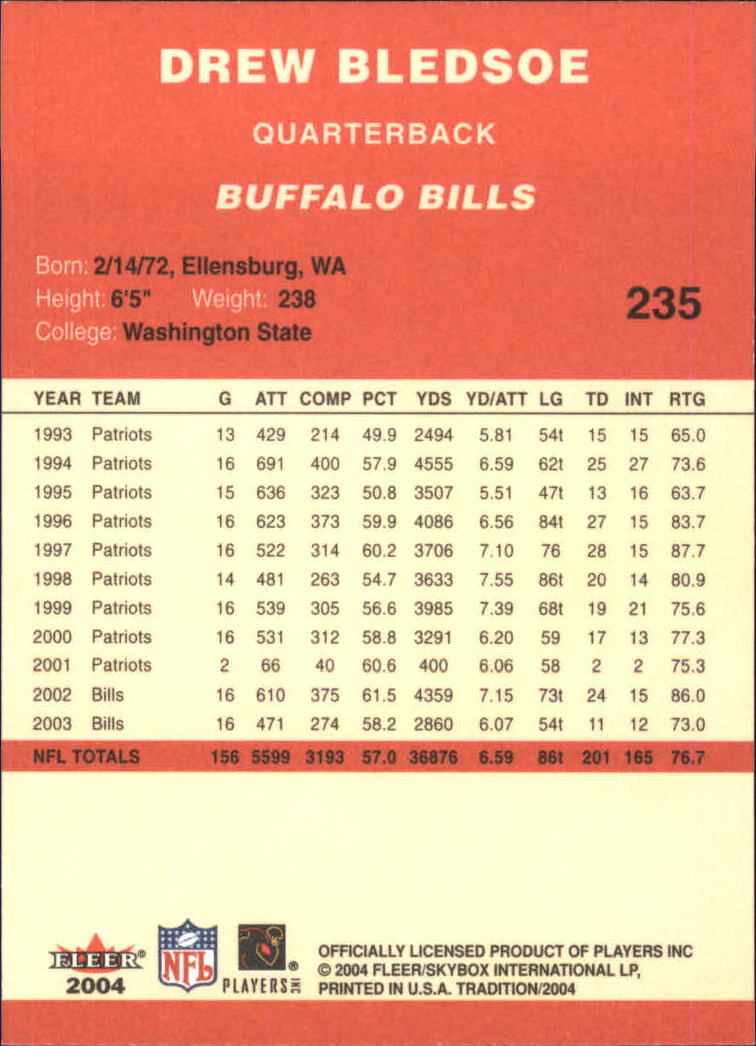 DREW BLEDSOE
QUARTERBACK
BUFFALO BILLS
Born: 2/14/72, Ellensburg, WA
Height: 6'5" Weight: 238
College: Washington State
235
YEAR TEAM G ATT COMP PCT YDS YD/ATT LG TD INT RTG
1993 Patriots 13 429 214 49.9 2494 5.81 54t 15 15 65.0
1994 Patriots 16 691 400 57.9 4555 6.59 62t 25 27 73.6
1995 Patriots 15 636 323 50.8 3507 5.51 47t 13 16 63.7
1996 Patriots 16 623 373 59.9 4086 6.56 84t 27 15 83.7
1997 Patriots 16 522 314 60.2 3706 7.10 76 28 15 87.7
1998 Patriots 14 481 263 54.7 3633 7.55 86t 20 14 80.9
1999 Patriots 16 539 305 56.6 3985 7.39 68t 19 21 75.6
2000 Patriots 16 531 312 58.8 3291 6.20 59 17 13 77.3
2001 Patriots 2 66 40 60.6 400 6.06 58 2 2 75.3
2002 Bills 16 610 375 61.5 4359 7.15 73t 24 15 86.0
2003 Bills 16 471 274 58.2 2860 6.07 54t 11 12 73.0
NFL TOTALS 156 5599 3193 57.0 36876 6.59 86t 201 165 76.7
FLEER®
2004
NFL
PLAYERS INC ®
OFFICIALLY LICENSED PRODUCT OF PLAYERS INC
© 2004 FLEER/SKYBOX INTERNATIONAL LP,
PRINTED IN U.S.A. TRADITION/2004